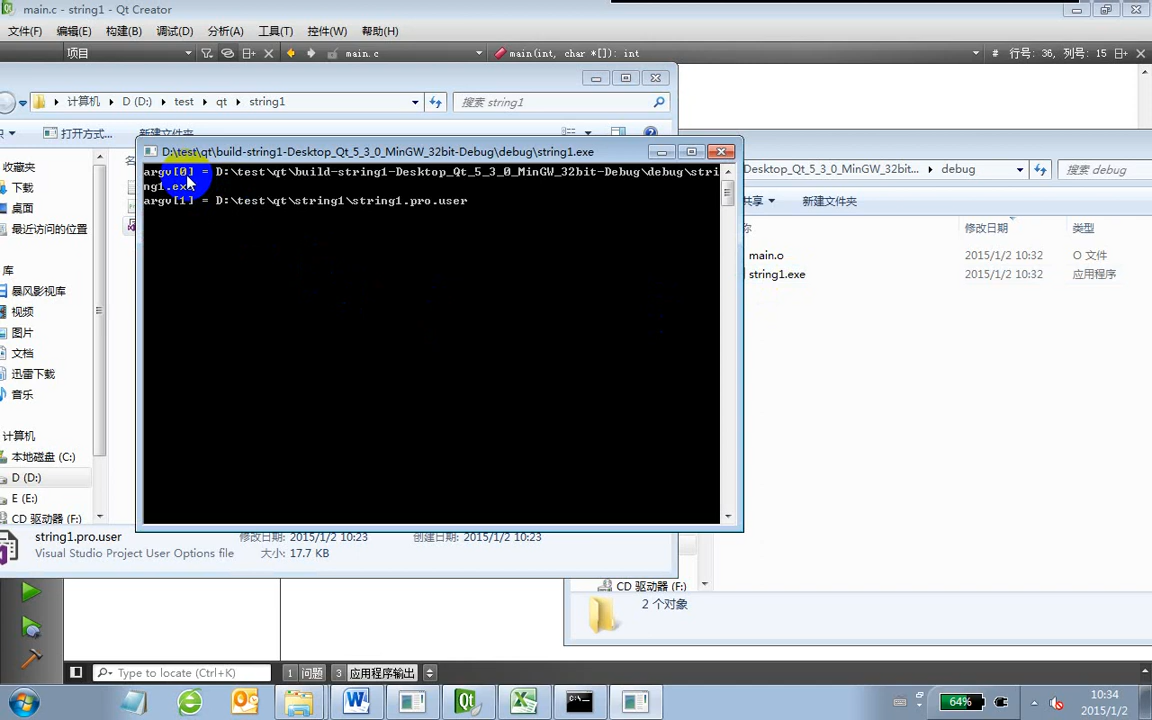 main.c - string1 - Qt Creator
文件(F) 编辑(E) 构建(B) 调试(D) 分析(A) 工具(T) 控件(W) 帮助(H)
项目 main.c main(int, char *[]): int # 行号: 36, 列号: 15
计算机 D (D:) test qt string1 搜索 string1
打开方式... 新建文件夹
收藏夹
下载
桌面
最近访问的位置
库
暴风影视库
视频
图片
文档
迅雷下载
音乐
计算机
本地磁盘 (C:)
D (D:)
E (E:)
CD 驱动器 (F:)
D:\test\qt\build-string1-Desktop_Qt_5_3_0_MinGW_32bit-Debug\debug\string1.exe
argv[0] = D:\test\qt\build-string1-Desktop_Qt_5_3_0_MinGW_32bit-Debug\debug\stri
ng1.exe
argv[1] = D:\test\qt\string1\string1.pro.user
Desktop_Qt_5_3_0_MinGW_32bit-Debug debug
共享 新建文件夹
修改日期 类型
main.o 2015/1/2 10:32 O 文件
string1.exe 2015/1/2 10:32 应用程序
string1.pro.user 修改日期: 2015/1/2 10:23 创建日期: 2015/1/2 10:23
Visual Studio Project User Options file 大小: 17.7 KB
CD 驱动器 (F:)
2 个对象
Type to locate (Ctrl+K) 1 问题 3 应用程序输出
64% 10:34
2015/1/2